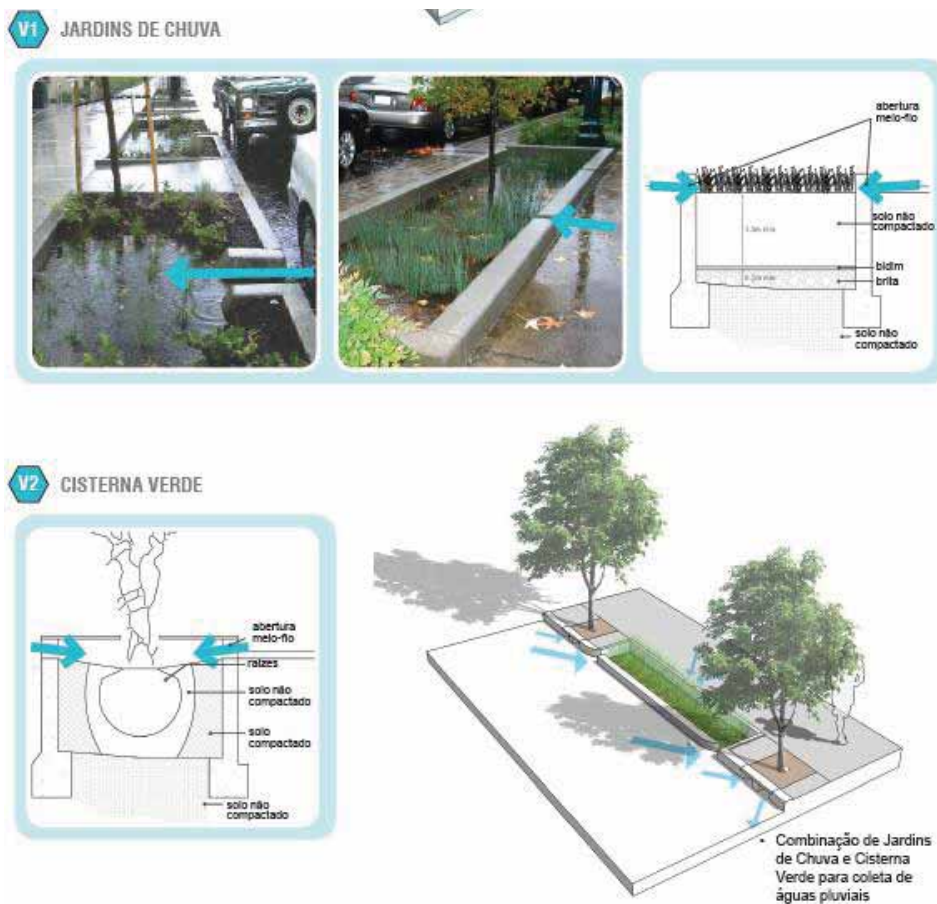 V1 JARDINS DE CHUVA
abertura
meio-fio
solo não
compactado
bidim
brita
solo não
compactado
V2 CISTERNA VERDE
abertura
meio-fio
raízes
solo não
compactado
solo
compactado
solo não
compactado
• Combinação de Jardins
de Chuva e Cisterna
Verde para coleta de
águas pluviais